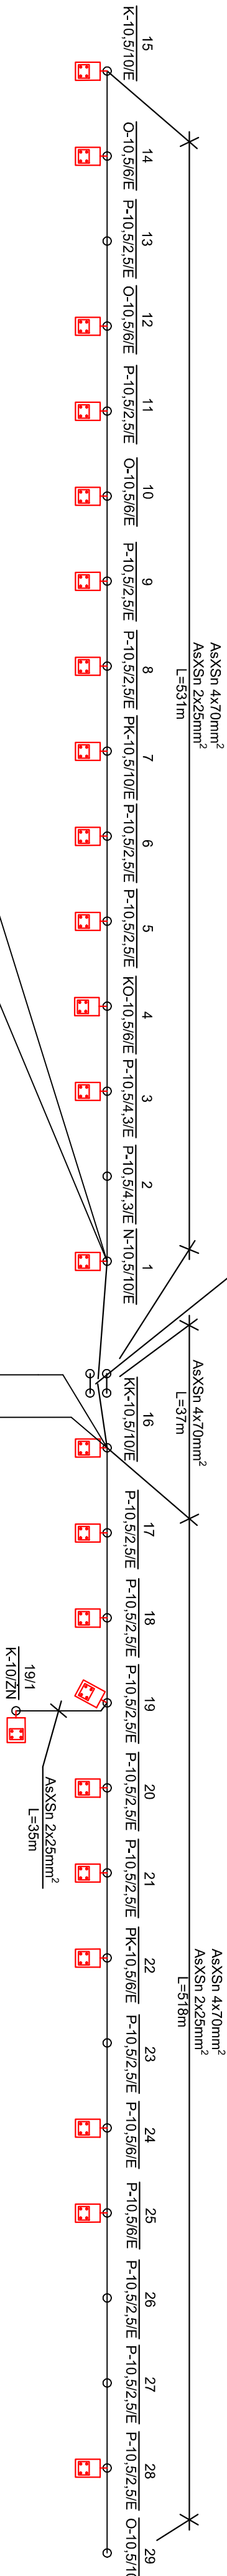 15
K-10,5/10/E
14
O-10,5/6/E
13
P-10,5/2,5/E
12
O-10,5/6/E
11
P-10,5/2,5/E
10
O-10,5/6/E
9
P-10,5/2,5/E
8
P-10,5/2,5/E
7
PK-10,5/10/E
6
P-10,5/2,5/E
5
P-10,5/2,5/E
4
KO-10,5/6/E
3
P-10,5/4,3/E
2
P-10,5/4,3/E
1
N-10,5/10/E
AsXSn 4x70mm²
AsXSn 2x25mm²
L=531m
16
KK-10,5/10/E
AsXSn 4x70mm²
L=37m
17
P-10,5/2,5/E
18
P-10,5/2,5/E
19
P-10,5/2,5/E
19/1
K-10/ŻN
AsXSn 2x25mm²
L=35m
20
P-10,5/2,5/E
21
P-10,5/2,5/E
22
PK-10,5/6/E
23
P-10,5/2,5/E
24
P-10,5/6/E
25
P-10,5/6/E
26
P-10,5/2,5/E
27
P-10,5/2,5/E
28
P-10,5/2,5/E
29
O-10,5/10
AsXSn 4x70mm²
AsXSn 2x25mm²
L=518m